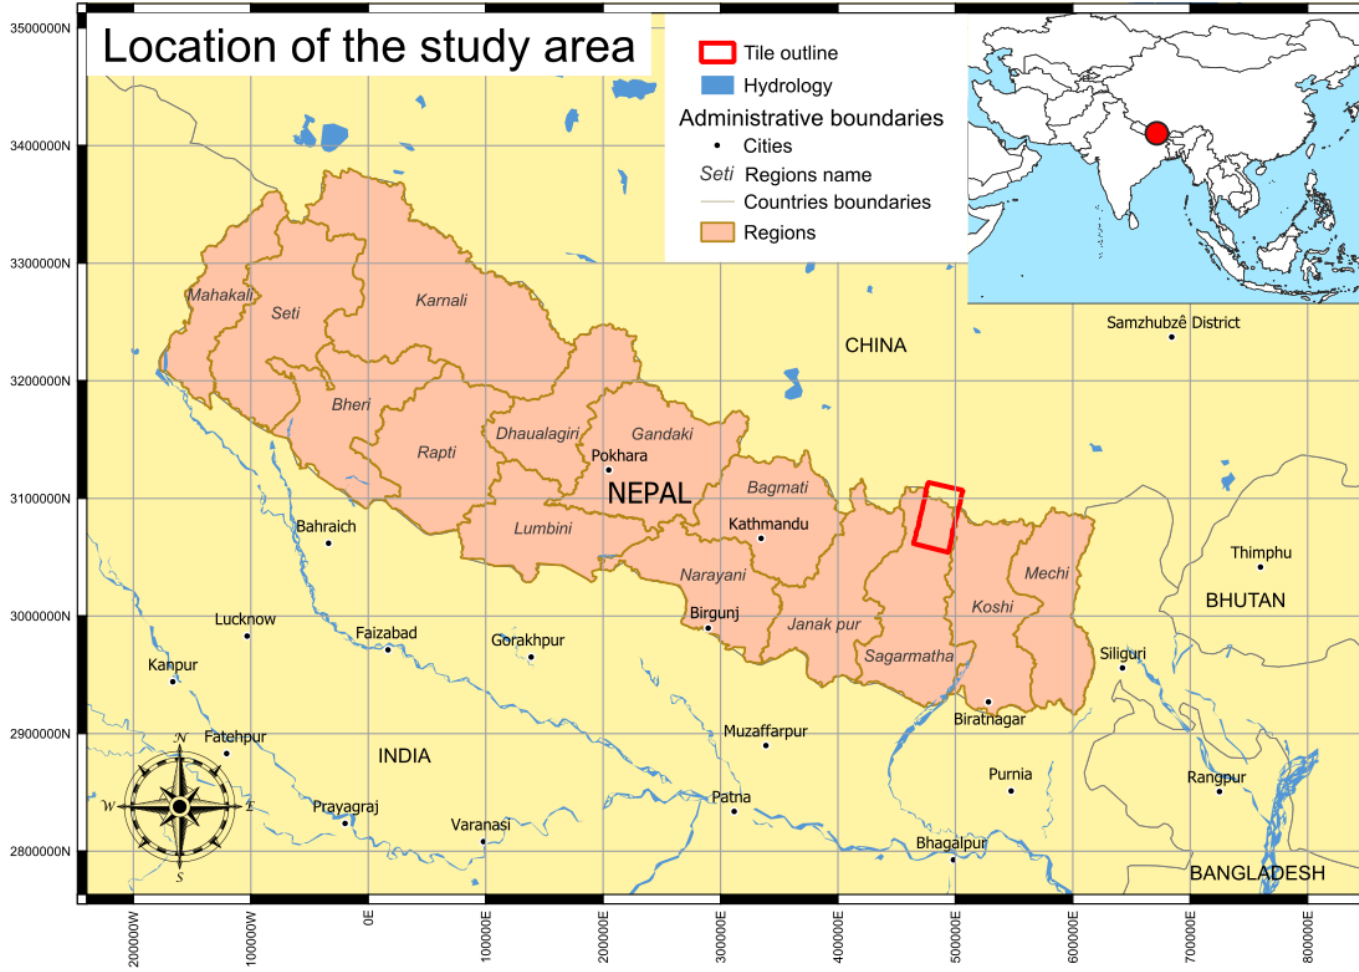 Location of the study area
Tile outline
Hydrology
Administrative boundaries
Cities
Seti Regions name
Countries boundaries
Regions
3500000N
3400000N
3300000N
3200000N
3100000N
3000000N
2900000N
2800000N
Mahakali
Seti
Karnali
CHINA
Samzhubzê District
Bheri
Rapti
Dhaualagiri
Gandaki
Pokhara
NEPAL
Bagmati
Kathmandu
Lumbini
Bahraich
Narayani
Mechi
Thimphu
BHUTAN
Koshi
Birgunj
Janak pur
Lucknow
Faizabad
Gorakhpur
Sagarmatha
Siliguri
Kanpur
Biratnagar
Muzaffarpur
Fatehpur
INDIA
Purnia
Rangpur
Prayagraj
Varanasi
Patna
Bhagalpur
BANGLADESH
N
W
E
S
200000W
100000W
0E
100000E
200000E
300000E
400000E
500000E
600000E
700000E
800000E